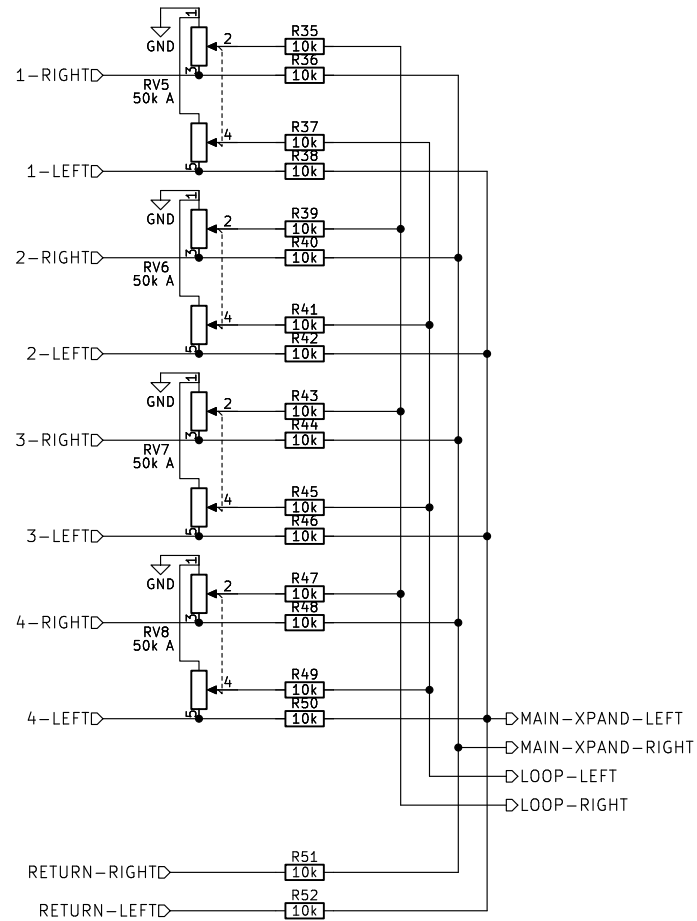 1
GND
2
R35
10k
R36
10k
1-RIGHT
3
RV5
50k A
4
R37
10k
R38
10k
1-LEFT
5
1
GND
2
R39
10k
R40
10k
2-RIGHT
3
RV6
50k A
4
R41
10k
R42
10k
2-LEFT
5
1
GND
2
R43
10k
R44
10k
3-RIGHT
3
RV7
50k A
4
R45
10k
R46
10k
3-LEFT
5
1
GND
2
R47
10k
R48
10k
4-RIGHT
3
RV8
50k A
4
R49
10k
R50
10k
4-LEFT
5
MAIN-XPAND-LEFT
MAIN-XPAND-RIGHT
LOOP-LEFT
LOOP-RIGHT
R51
RETURN-RIGHT
10k
R52
RETURN-LEFT
10k